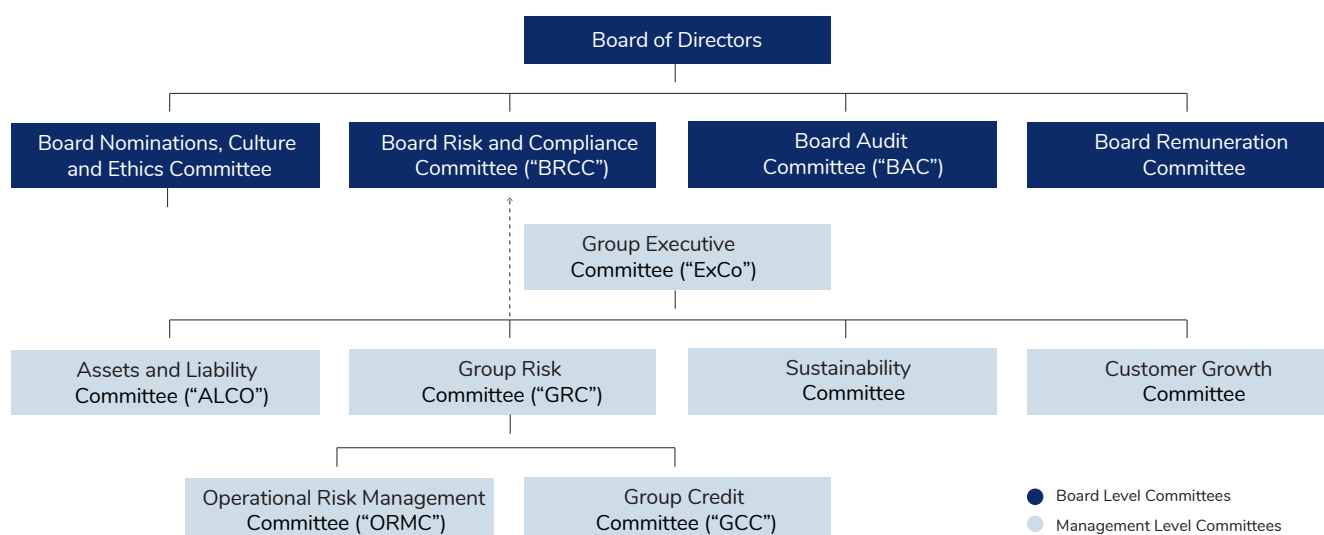 Board of Directors
Board Nominations, Culture
and Ethics Committee
Board Risk and Compliance
Committee (“BRCC”)
Board Audit
Committee (“BAC”)
Board Remuneration
Committee
Group Executive
Committee (“ExCo”)
Assets and Liability
Committee (“ALCO”)
Group Risk
Committee (“GRC”)
Sustainability
Committee
Customer Growth
Committee
Operational Risk Management
Committee (“ORMC”)
Group Credit
Committee (“GCC”)
Board Level Committees
Management Level Committees